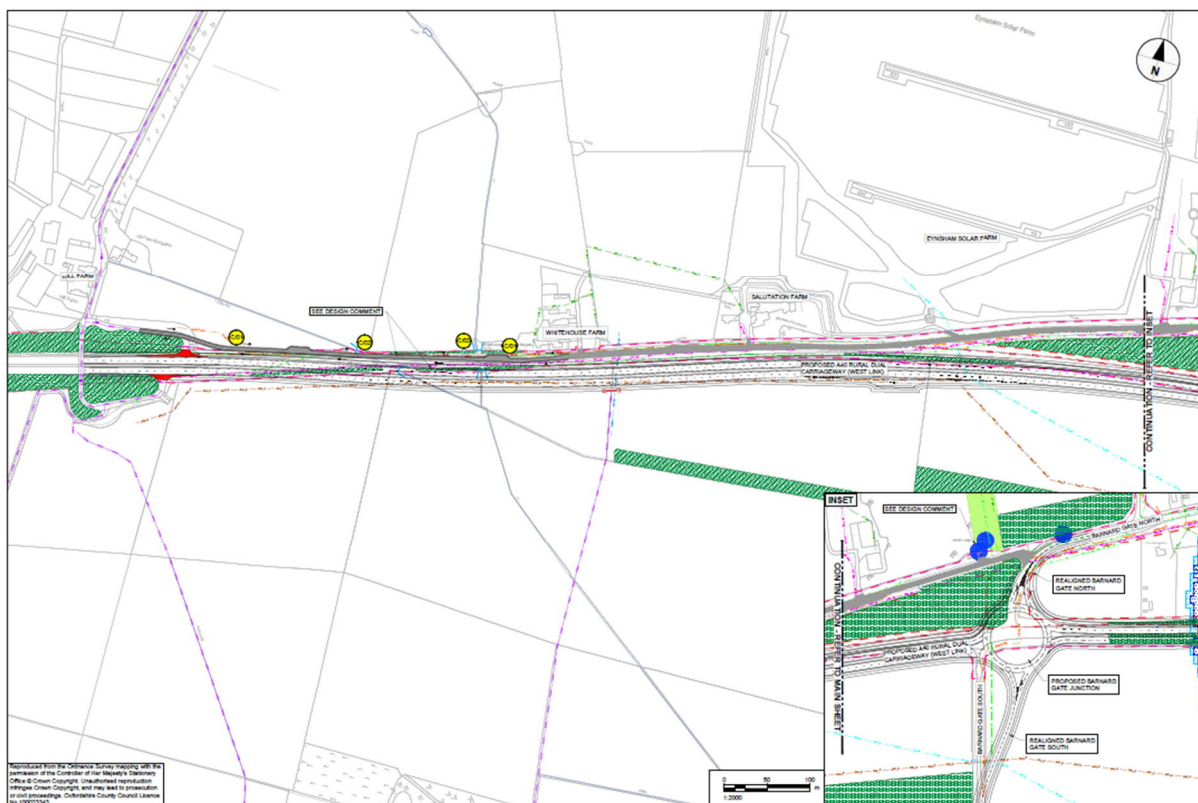 Eynsham Solar Farm
N
HILL FARM
SEE DESIGN COMMENT
WHITEHOUSE FARM
SALUTATION FARM
EYNSHAM SOLAR FARM
PROPOSED A40 RURAL DUAL
CARRIAGEWAY (WEST LINK)
CONTINUATION - REFER TO INSET
INSET
SEE DESIGN COMMENT
BARNARD GATE NORTH
REALIGNED BARNARD
GATE NORTH
CONTINUATION - REFER TO MAIN SHEET
PROPOSED A40 RURAL DUAL
CARRIAGEWAY (WEST LINK)
PROPOSED BARNARD
GATE JUNCTION
BARNARD GATE SOUTH
REALIGNED BARNARD
GATE SOUTH
Reproduced from the Ordnance Survey mapping with the
permission of the Controller of Her Majesty's Stationery
Office © Crown Copyright. Unauthorised reproduction
infringes Crown Copyright, and may lead to prosecution
or civil proceedings. Oxfordshire County Council Licence
0 50 100
m
1:2000